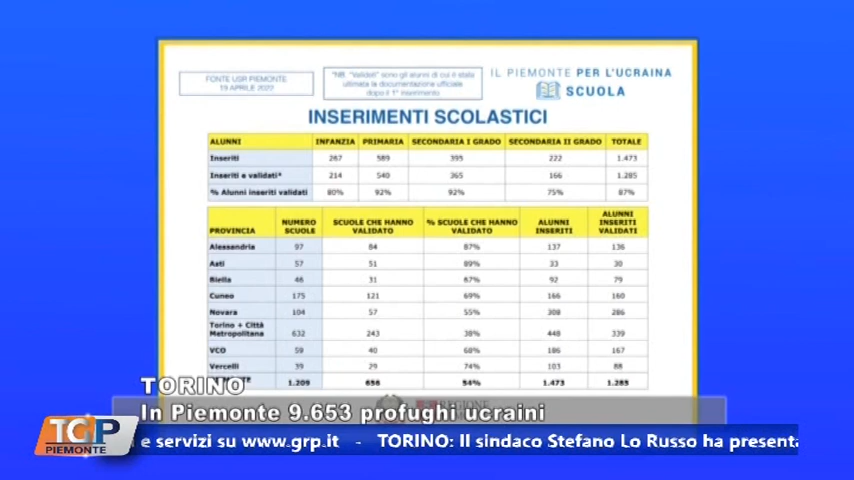 FONTE USR PIEMONTE
19 APRILE 2022
"NB. "Validati" sono gli alunni di cui è stata
ultimata la documentazione ufficiale
dopo il 1° inserimento
IL PIEMONTE PER L'UCRAINA
SCUOLA
INSERIMENTI SCOLASTICI
ALUNNI INFANZIA PRIMARIA SECONDARIA I GRADO SECONDARIA II GRADO TOTALE
Inseriti 267 589 395 222 1.473
Inseriti e validati* 214 540 365 166 1.285
% Alunni inseriti validati 80% 92% 92% 75% 87%
PROVINCIA NUMERO SCUOLE SCUOLE CHE HANNO VALIDATO % SCUOLE CHE HANNO VALIDATO ALUNNI INSERITI ALUNNI INSERITI VALIDATI
Alessandria 97 84 87% 137 136
Asti 57 51 89% 33 30
Biella 46 31 67% 92 79
Cuneo 175 121 69% 166 160
Novara 104 57 55% 308 286
Torino + Città Metropolitana 632 243 38% 448 339
VCO 59 40 68% 186 167
Vercelli 39 29 74% 103 88
1.209 656 54% 1.473 1.285
REGIONE
TORINO
In Piemonte 9.653 profughi ucraini
TGP
PIEMONTE
i e servizi su www.grp.it - TORINO: Il sindaco Stefano Lo Russo ha presenta